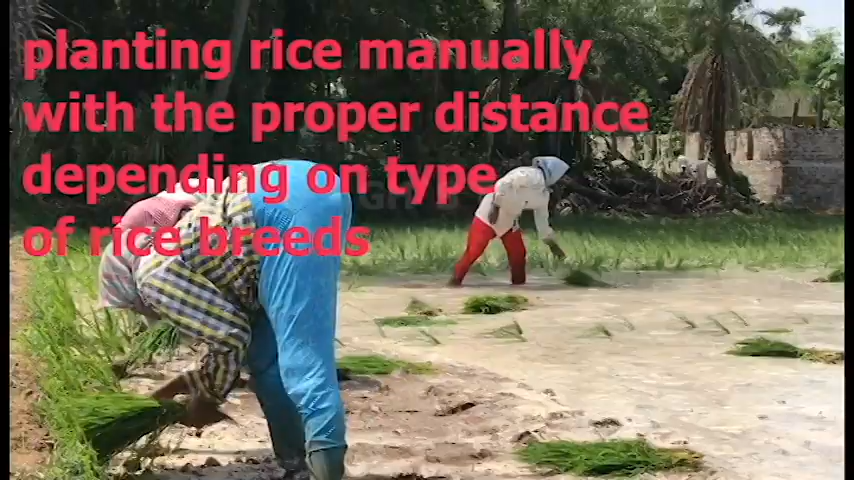 planting rice manually
with the proper distance
depending on type
of rice breeds